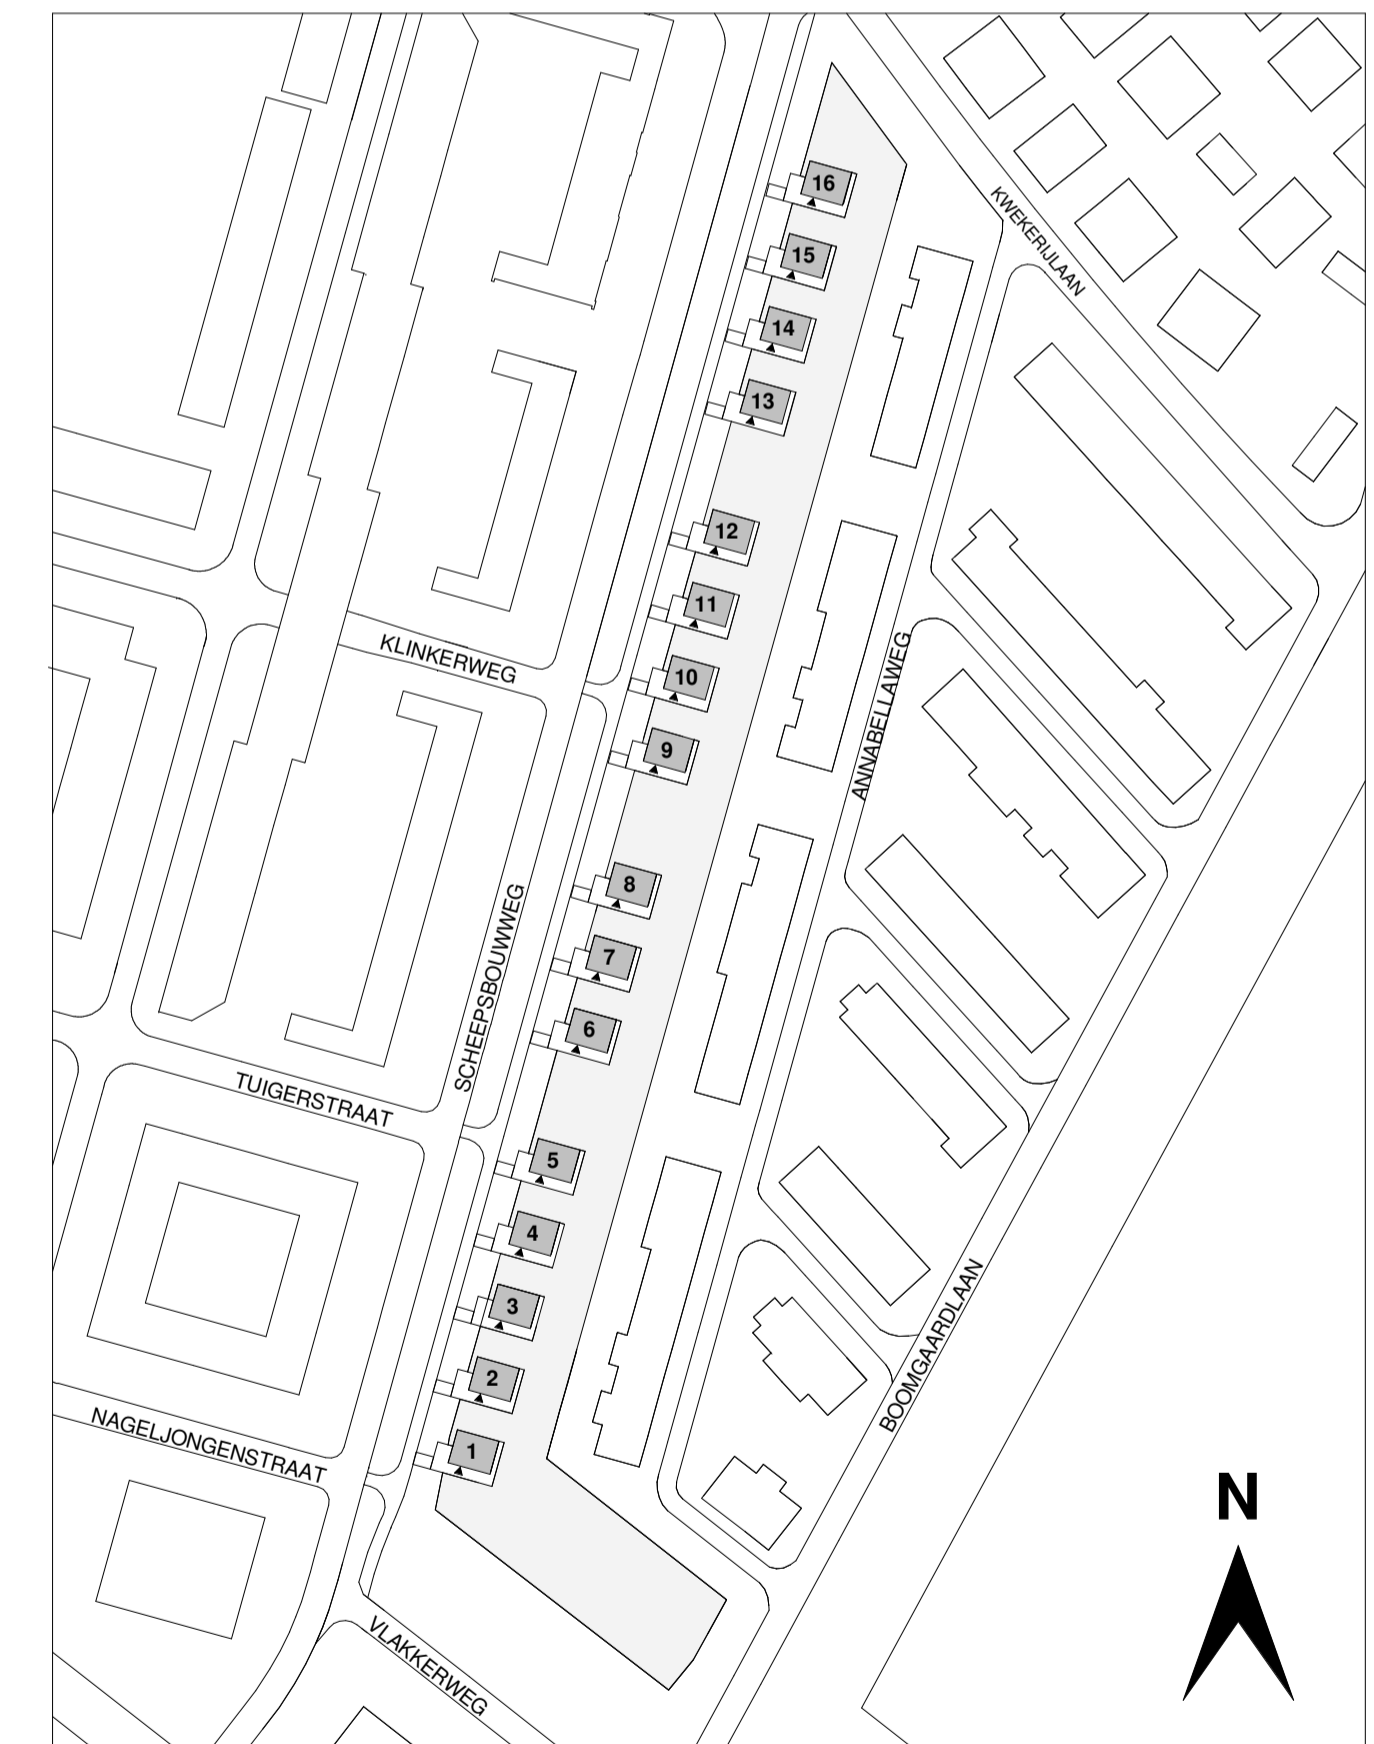 16
KWEKERIJLAAN
15
14
13
12
11
KLINKERWEG
10
ANNABELLAWEG
9
8
7
SCHEEPSBOUWWEG
6
TUIGERSTRAAT
5
4
3
BOOMGAARDLAAN
2
NAGELJONGENSTRAAT
1
N
VLAKKERWEG